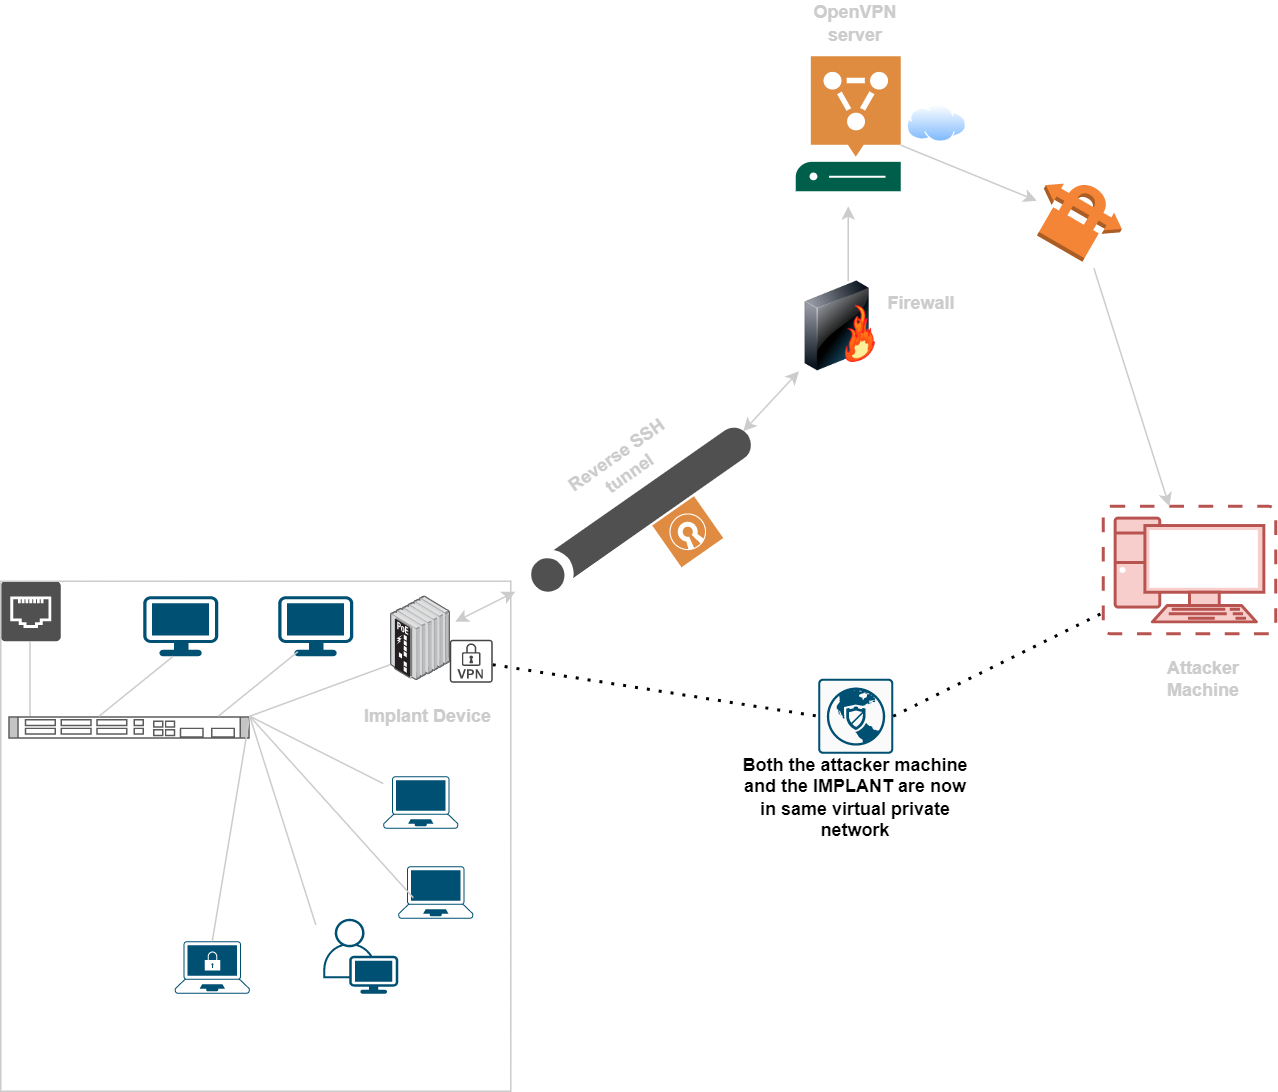 OpenVPN
server
Firewall
Reverse SSH
tunnel
PoE
VPN
Implant Device
Attacker
Machine
Both the attacker machine
and the IMPLANT are now
in same virtual private
network